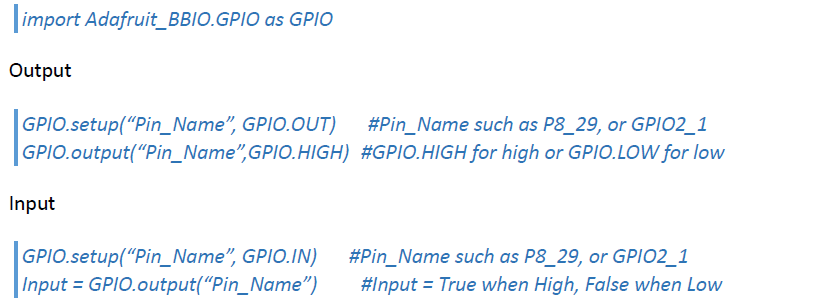 import Adafruit_BBIO.GPIO as GPIO
Output
GPIO.setup(“Pin_Name”, GPIO.OUT) #Pin_Name such as P8_29, or GPIO2_1
GPIO.output(“Pin_Name”,GPIO.HIGH) #GPIO.HIGH for high or GPIO.LOW for low
Input
GPIO.setup(“Pin_Name”, GPIO.IN) #Pin_Name such as P8_29, or GPIO2_1
Input = GPIO.output(“Pin_Name”) #Input = True when High, False when Low